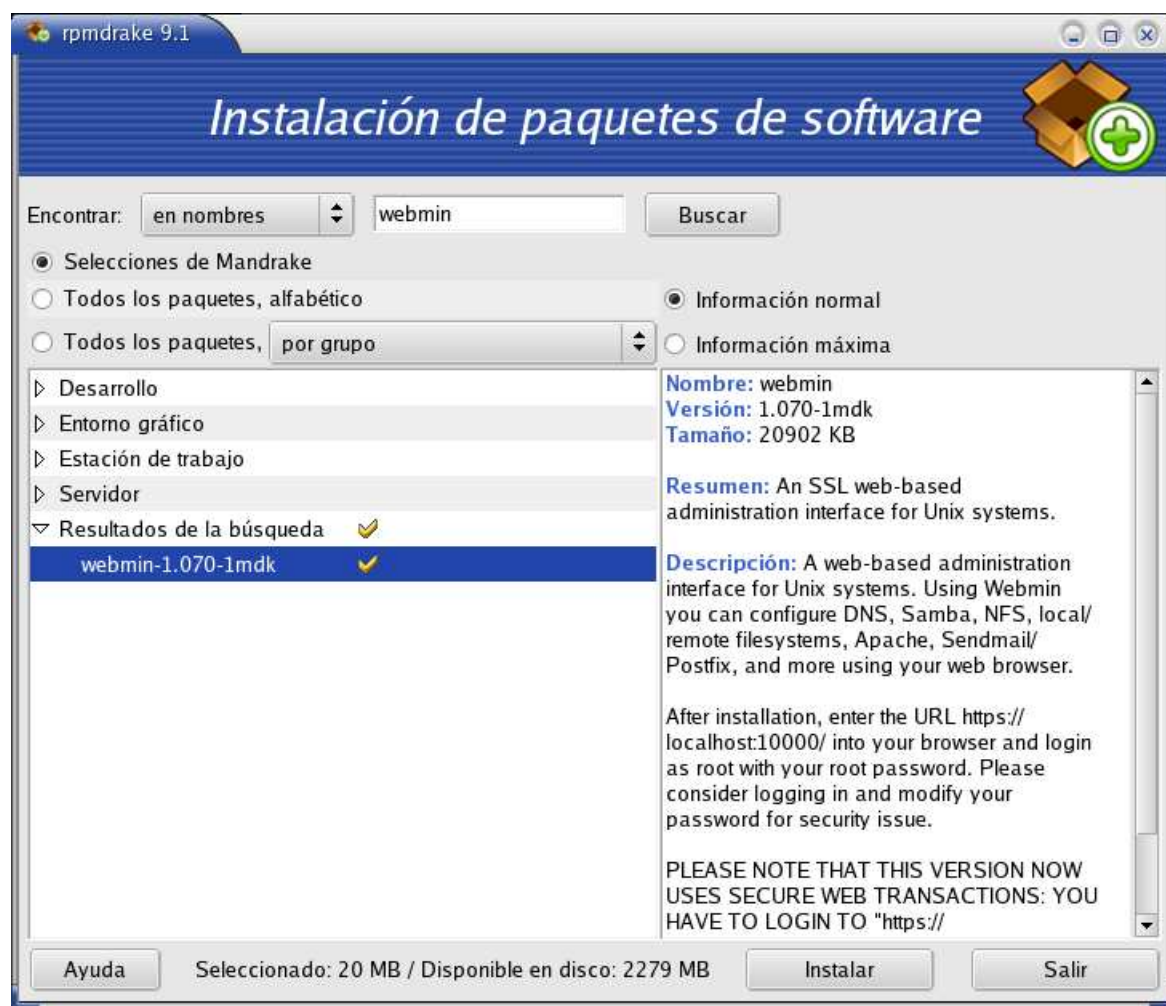 rpmdrake 9.1
Instalación de paquetes de software
Encontrar: en nombres webmin Buscar
Selecciones de Mandrake
Todos los paquetes, alfabético
Información normal
Todos los paquetes, por grupo
Información máxima
Desarrollo
Entorno gráfico
Estación de trabajo
Servidor
Resultados de la búsqueda
webmin-1.070-1mdk
Nombre: webmin
Versión: 1.070-1mdk
Tamaño: 20902 KB
Resumen: An SSL web-based
administration interface for Unix systems.
Descripción: A web-based administration
interface for Unix systems. Using Webmin
you can configure DNS, Samba, NFS, local/
remote filesystems, Apache, Sendmail/
Postfix, and more using your web browser.
After installation, enter the URL https://
localhost:10000/ into your browser and login
as root with your root password. Please
consider logging in and modify your
password for security issue.
PLEASE NOTE THAT THIS VERSION NOW
USES SECURE WEB TRANSACTIONS: YOU
HAVE TO LOGIN TO "https://
Ayuda Seleccionado: 20 MB / Disponible en disco: 2279 MB Instalar Salir